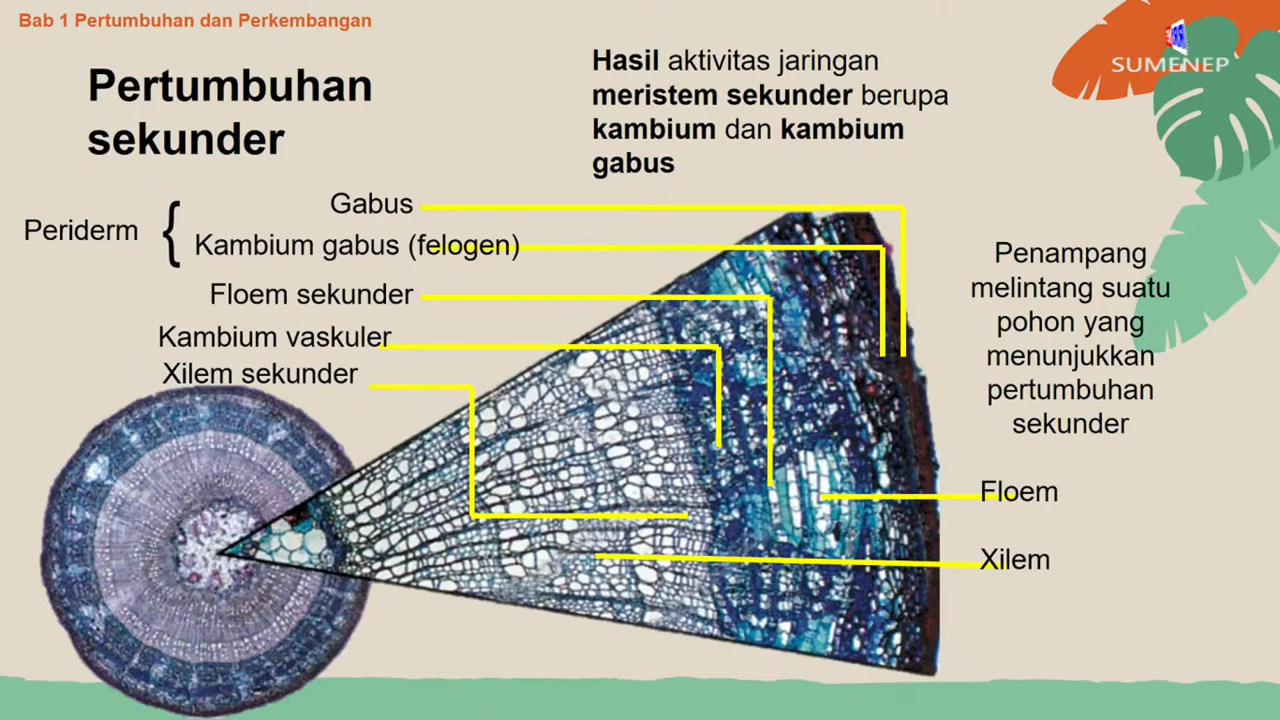 Bab 1 Pertumbuhan dan Perkembangan
Pertumbuhan
sekunder
Hasil aktivitas jaringan
meristem sekunder berupa
kambium dan kambium
gabus
SUMENEP
Periderm
Gabus
Kambium gabus (felogen)
Floem sekunder
Kambium vaskuler
Xilem sekunder
Penampang
melintang suatu
pohon yang
menunjukkan
pertumbuhan
sekunder
Floem
Xilem